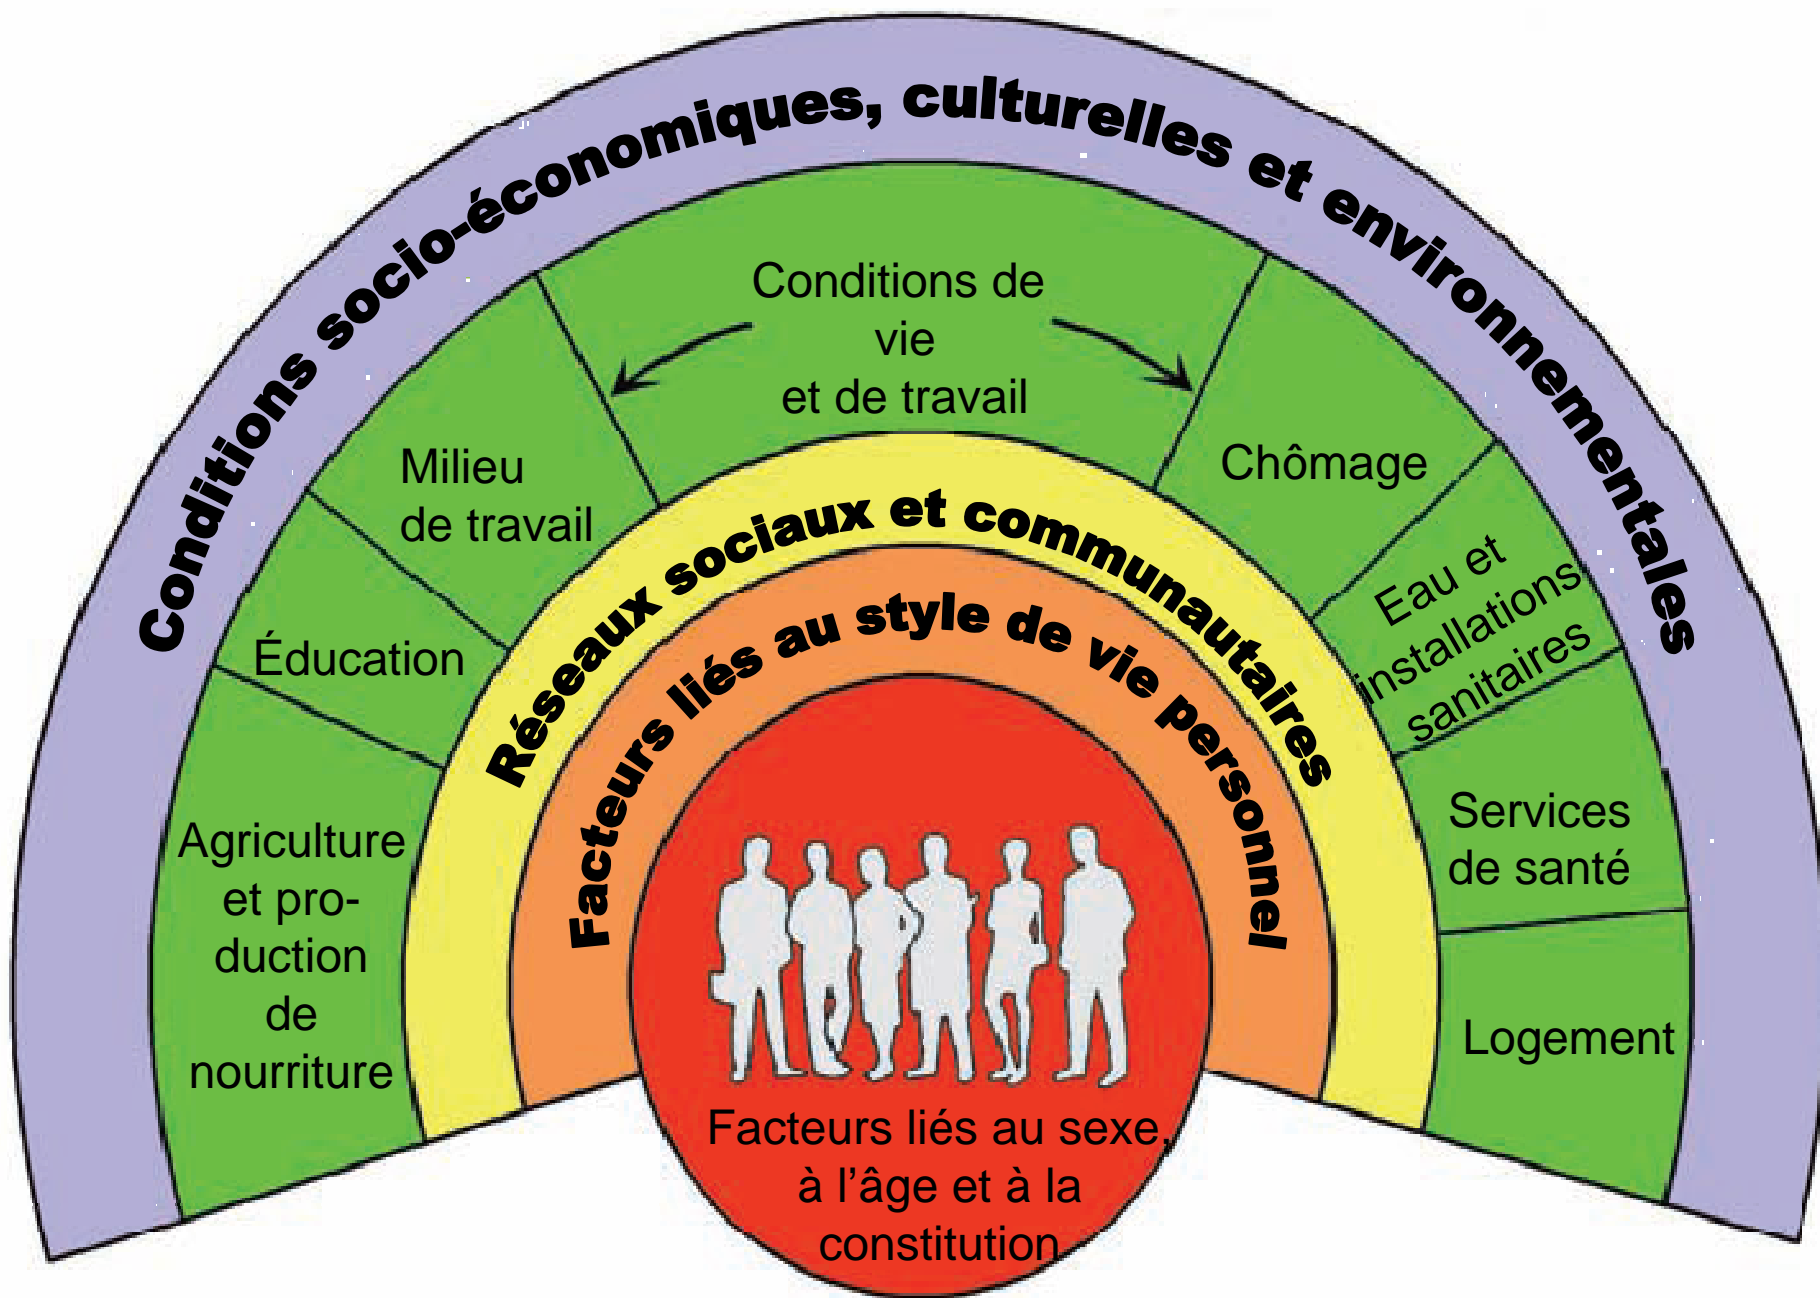 Conditions socio-économiques, culturelles et environnementales
Conditions de
vie
et de travail
Milieu
de travail
Chômage
Éducation
Eau et
installations
sanitaires
Agriculture
et pro-
duction
de
nourriture
Services
de santé
Logement
Réseaux sociaux et communautaires
Facteurs liés au style de vie personnel
Facteurs liés au sexe,
à l'âge et à la
constitution